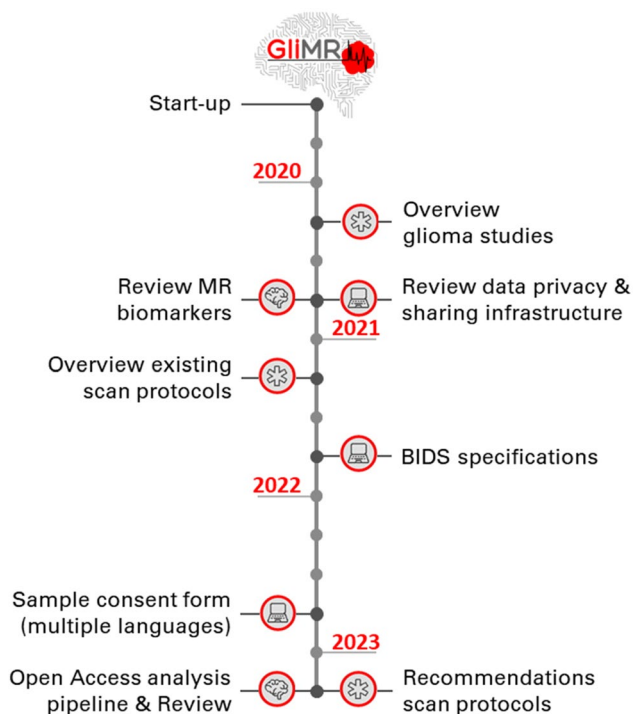 GliMR
Start-up
2020
Overview
glioma studies
Review MR
biomarkers
Review data privacy &
sharing infrastructure
2021
Overview existing
scan protocols
BIDS specifications
2022
Sample consent form
(multiple languages)
2023
Open Access analysis
pipeline & Review
Recommendations
scan protocols